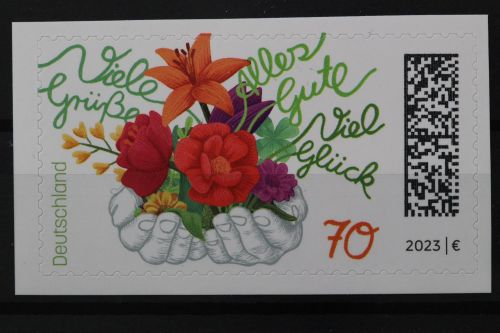 Viele
Grüße
Alles
Gute
Viel
Glück
Deutschland
70
2023 | €